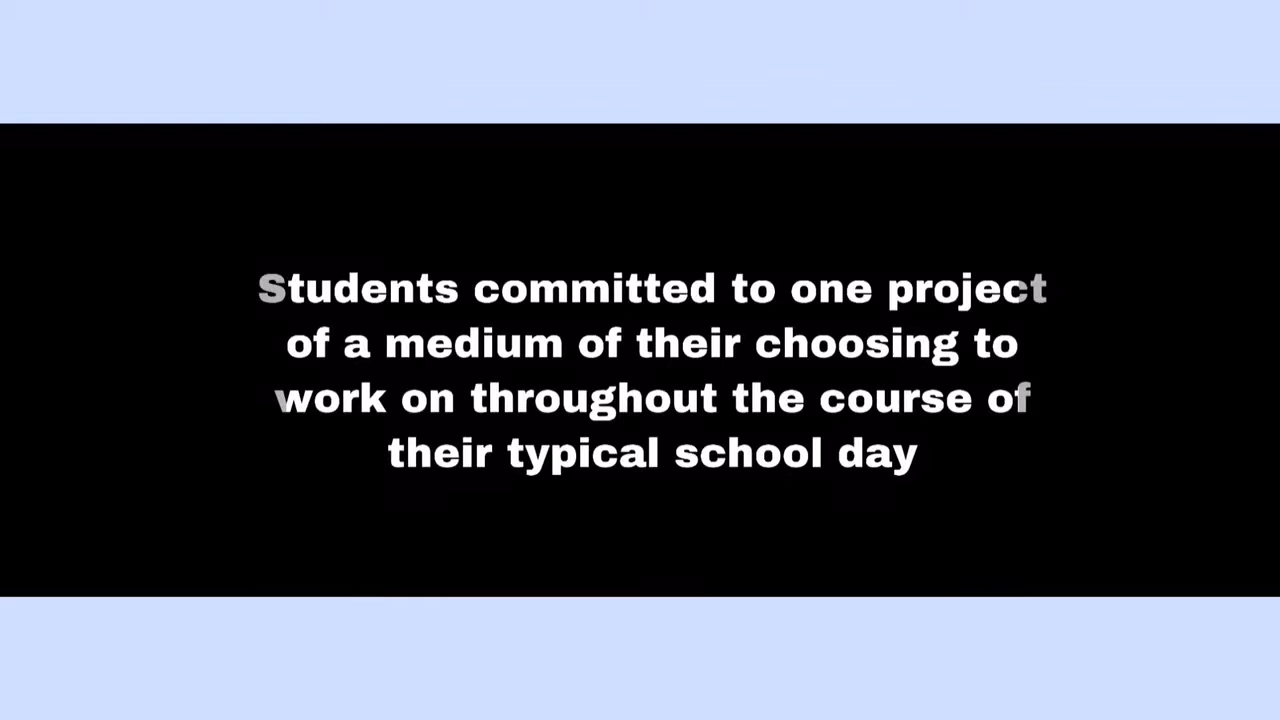 Students committed to one project
of a medium of their choosing to
work on throughout the course of
their typical school day